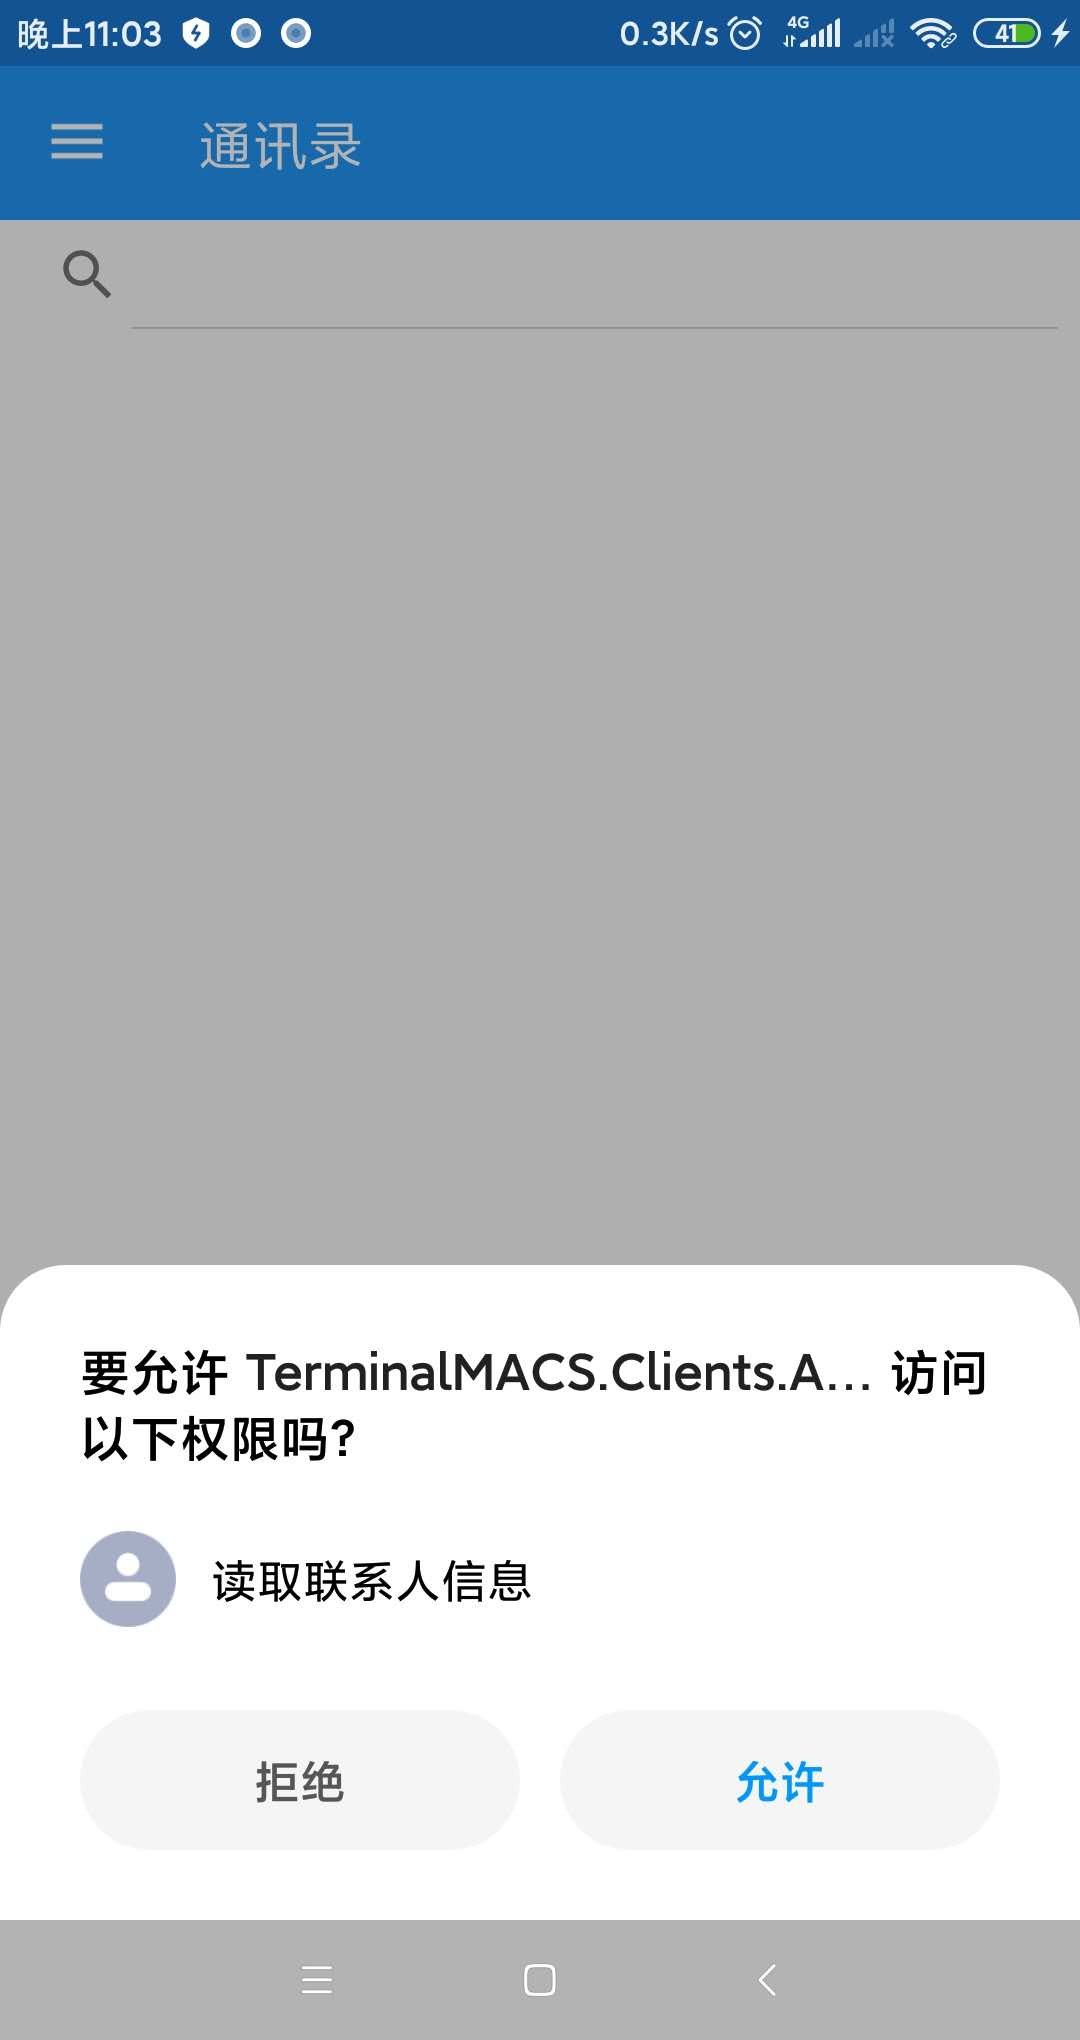 晚上11:03 0.3K/s 4G 41
通讯录
要允许 TerminalMACS.Clients.A... 访问
以下权限吗?
读取联系人信息
拒绝 允许